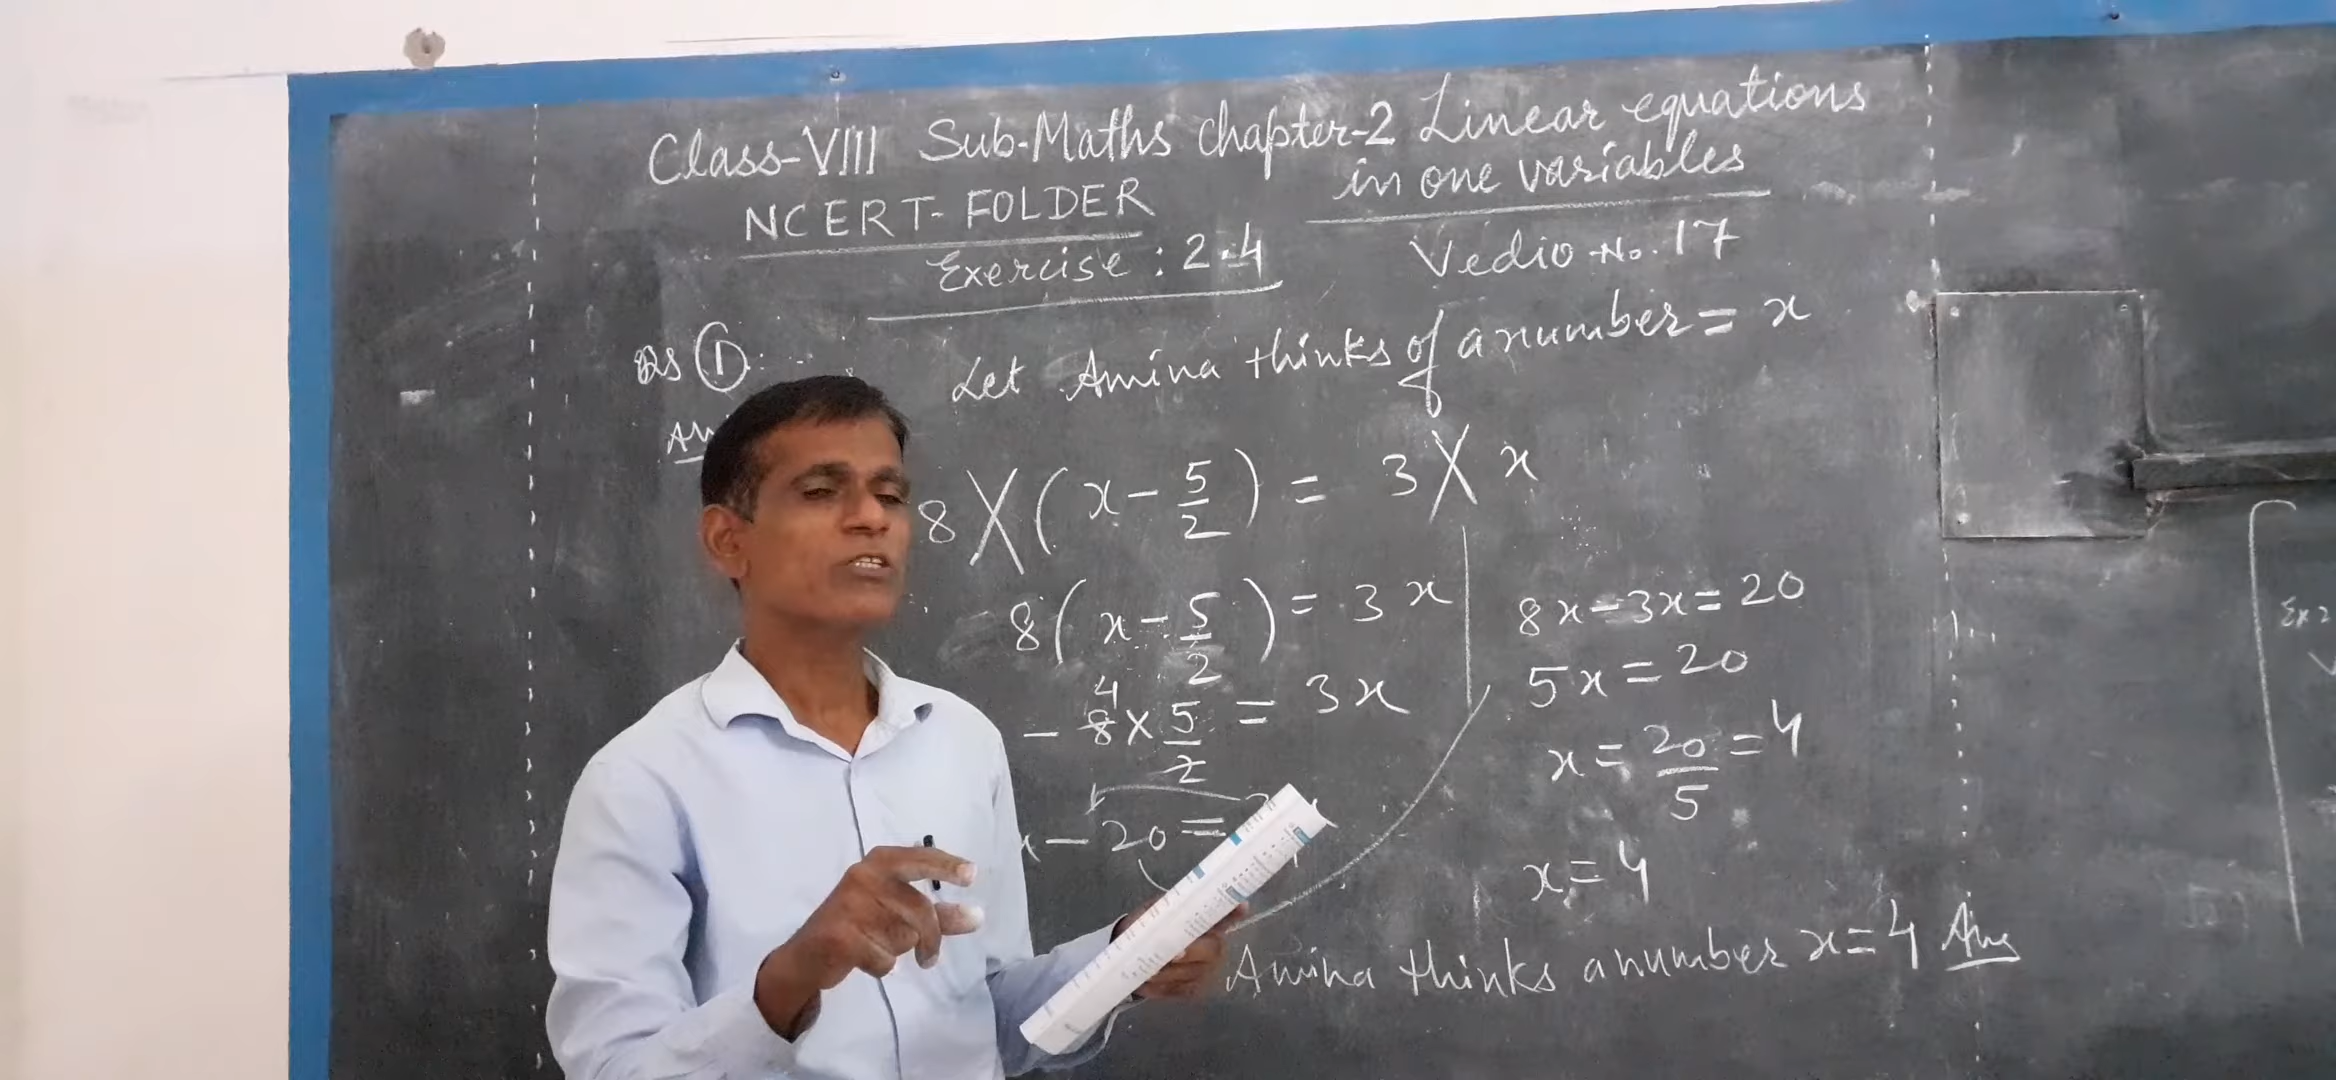 Class-VIII Sub-Maths chapter-2 Linear equations
in one variables
NCERT-FOLDER
Exercise : 2.4
Vedio No. 17
Qs ①
Let Amina thinks of a number = x
8 X (x - 5/2) = 3 X x
8 (x - 5/2) = 3x
- 8 x 5/2 = 3x
4
x - 20 =
8x - 3x = 20
5x = 20
x = 20/5 = 4
x = 4
Amina thinks a number x = 4 Ans